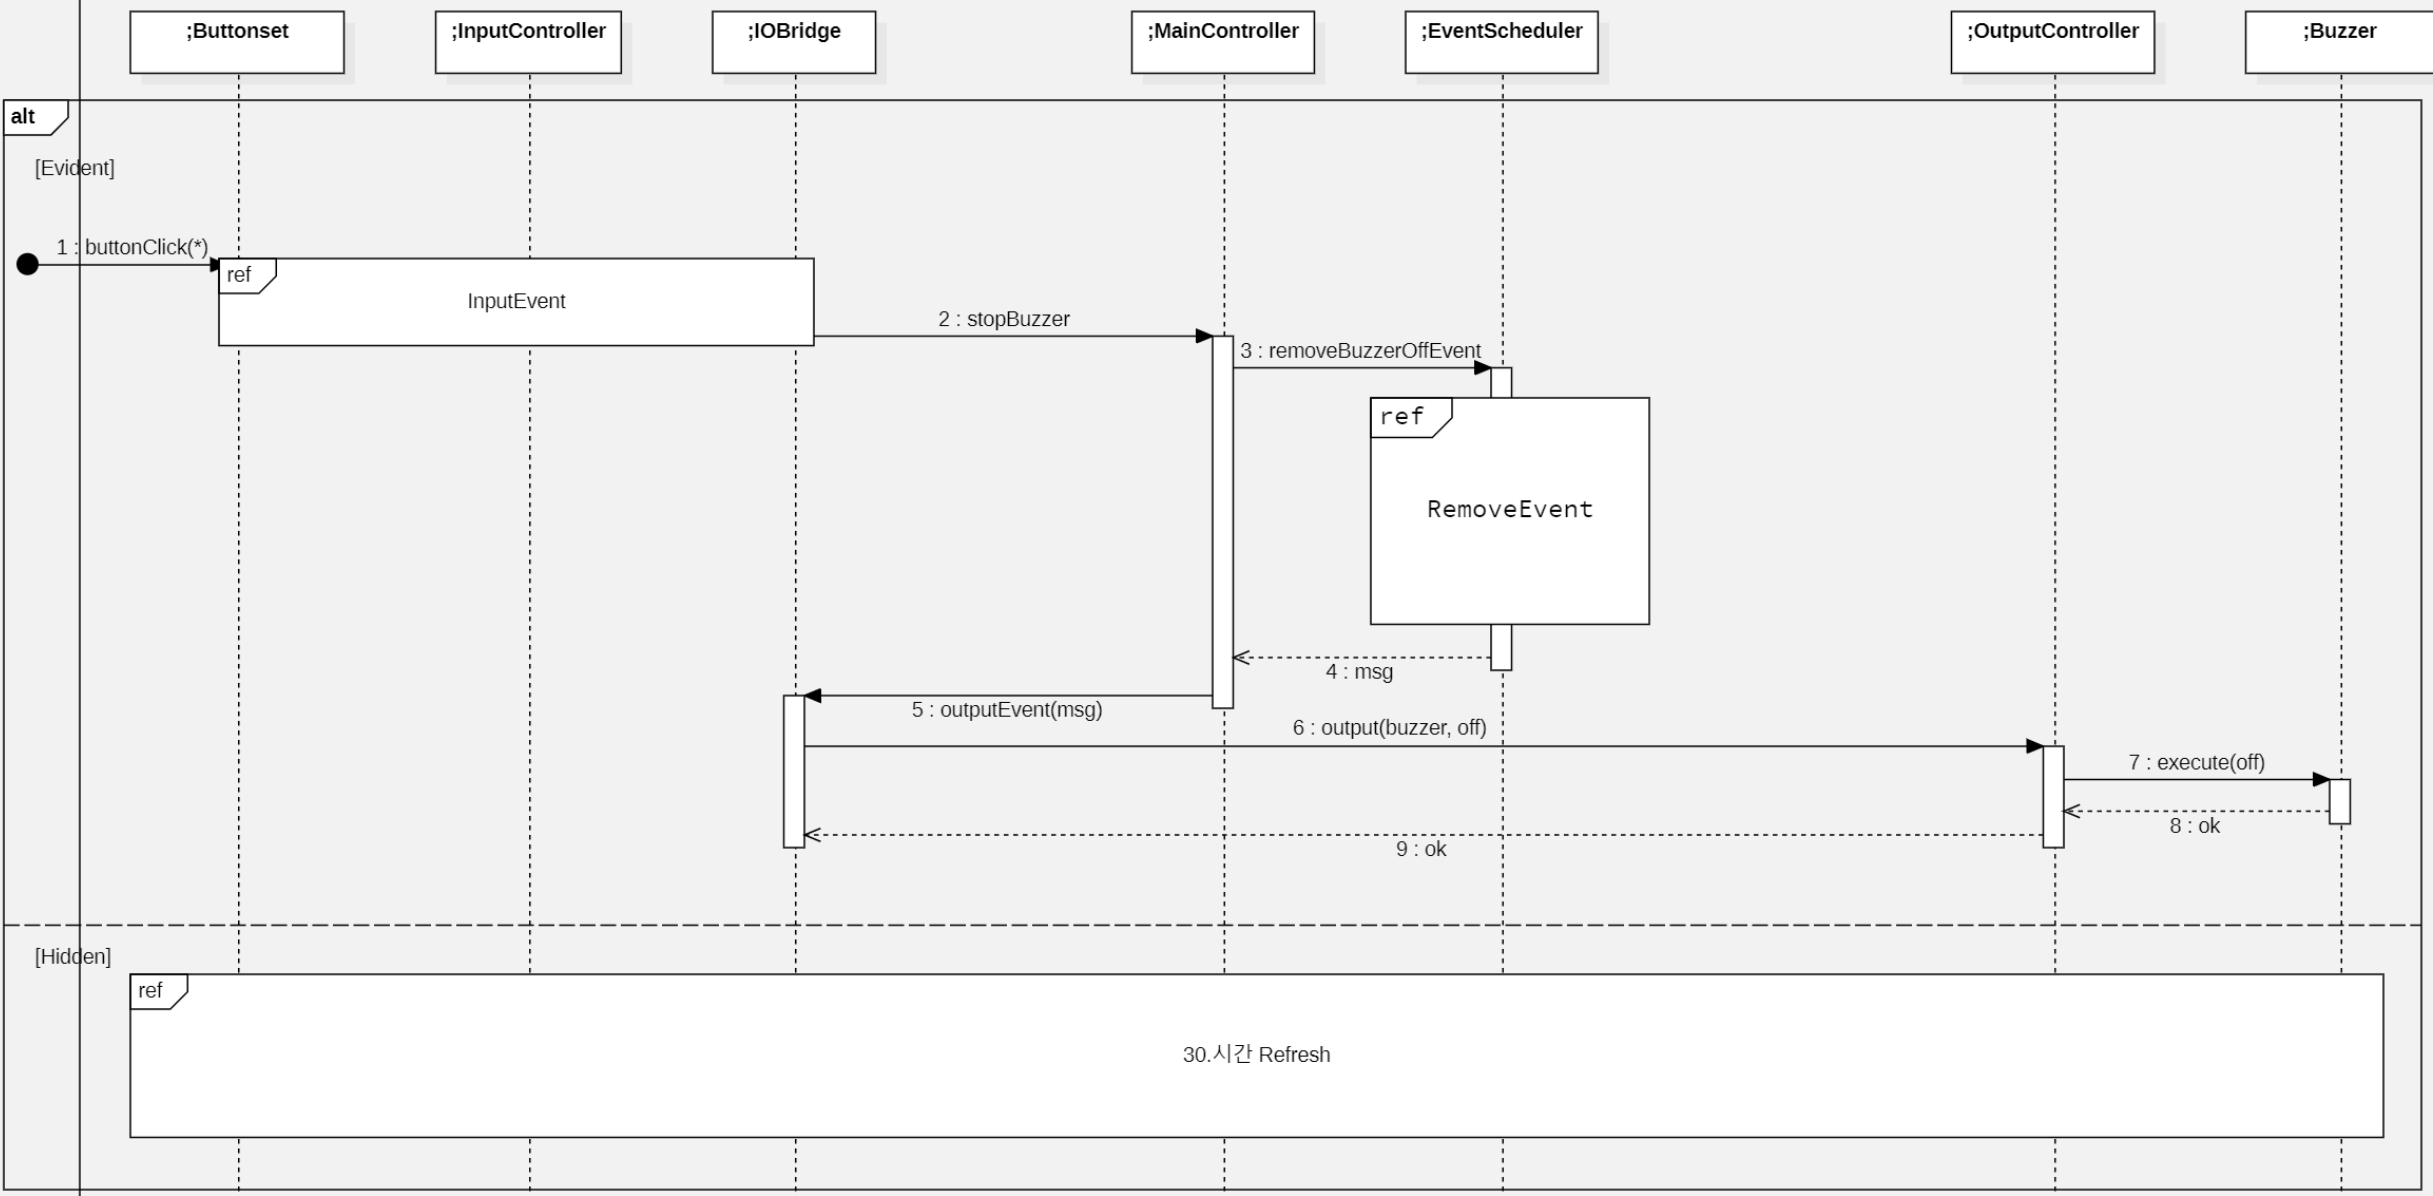 ;Buttonset
;InputController
;IOBridge
;MainController
;EventScheduler
;OutputController
;Buzzer
alt
[Evident]
1 : buttonClick(*)
ref
InputEvent
2 : stopBuzzer
3 : removeBuzzerOffEvent
ref
RemoveEvent
4 : msg
5 : outputEvent(msg)
6 : output(buzzer, off)
7 : execute(off)
8 : ok
9 : ok
[Hidden]
ref
30.시간 Refresh